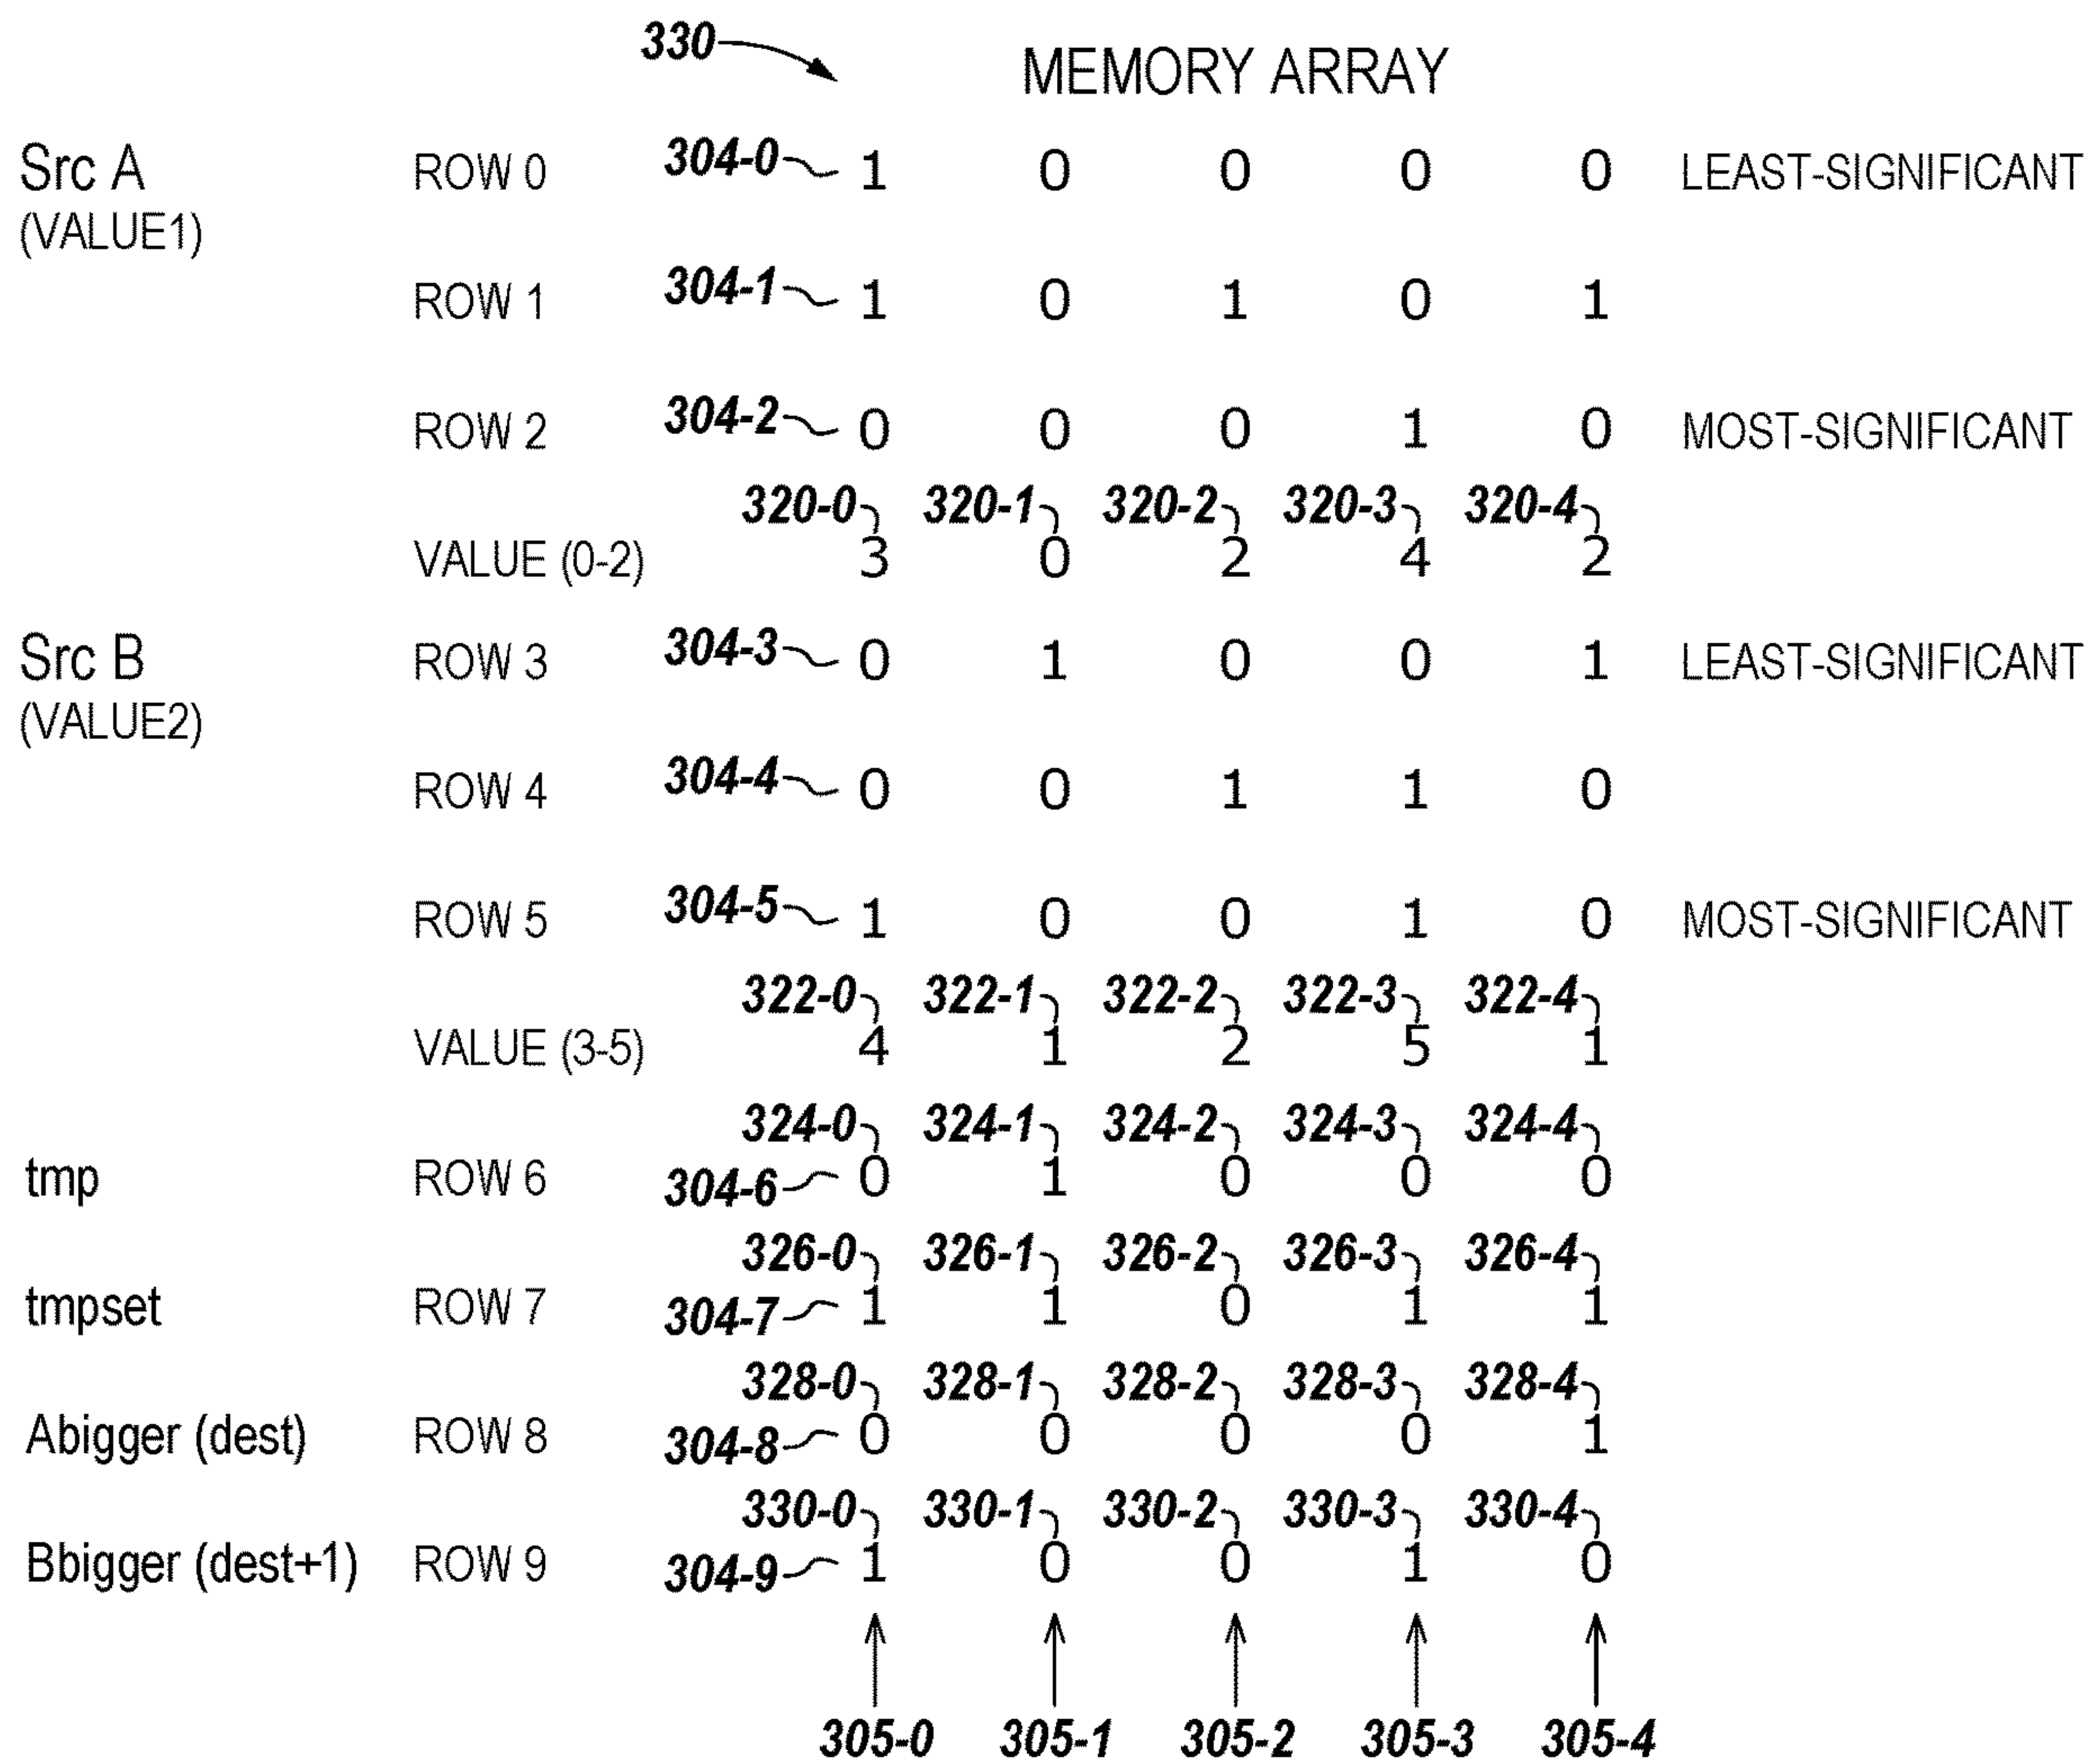 330 MEMORY ARRAY
Src A ROW 0 304-0 1 0 0 0 0 LEAST-SIGNIFICANT
(VALUE1)
ROW 1 304-1 1 0 1 0 1
ROW 2 304-2 0 0 0 1 0 MOST-SIGNIFICANT
320-0 320-1 320-2 320-3 320-4
VALUE (0-2) 3 0 2 4 2
Src B ROW 3 304-3 0 1 0 0 1 LEAST-SIGNIFICANT
(VALUE2)
ROW 4 304-4 0 0 1 1 0
ROW 5 304-5 1 0 0 1 0 MOST-SIGNIFICANT
322-0 322-1 322-2 322-3 322-4
VALUE (3-5) 4 1 2 5 1
324-0 324-1 324-2 324-3 324-4
tmp ROW 6 304-6 0 1 0 0 0
326-0 326-1 326-2 326-3 326-4
tmpset ROW 7 304-7 1 1 0 1 1
328-0 328-1 328-2 328-3 328-4
Abigger (dest) ROW 8 304-8 0 0 0 0 1
330-0 330-1 330-2 330-3 330-4
Bbigger (dest+1) ROW 9 304-9 1 0 0 1 0
305-0 305-1 305-2 305-3 305-4